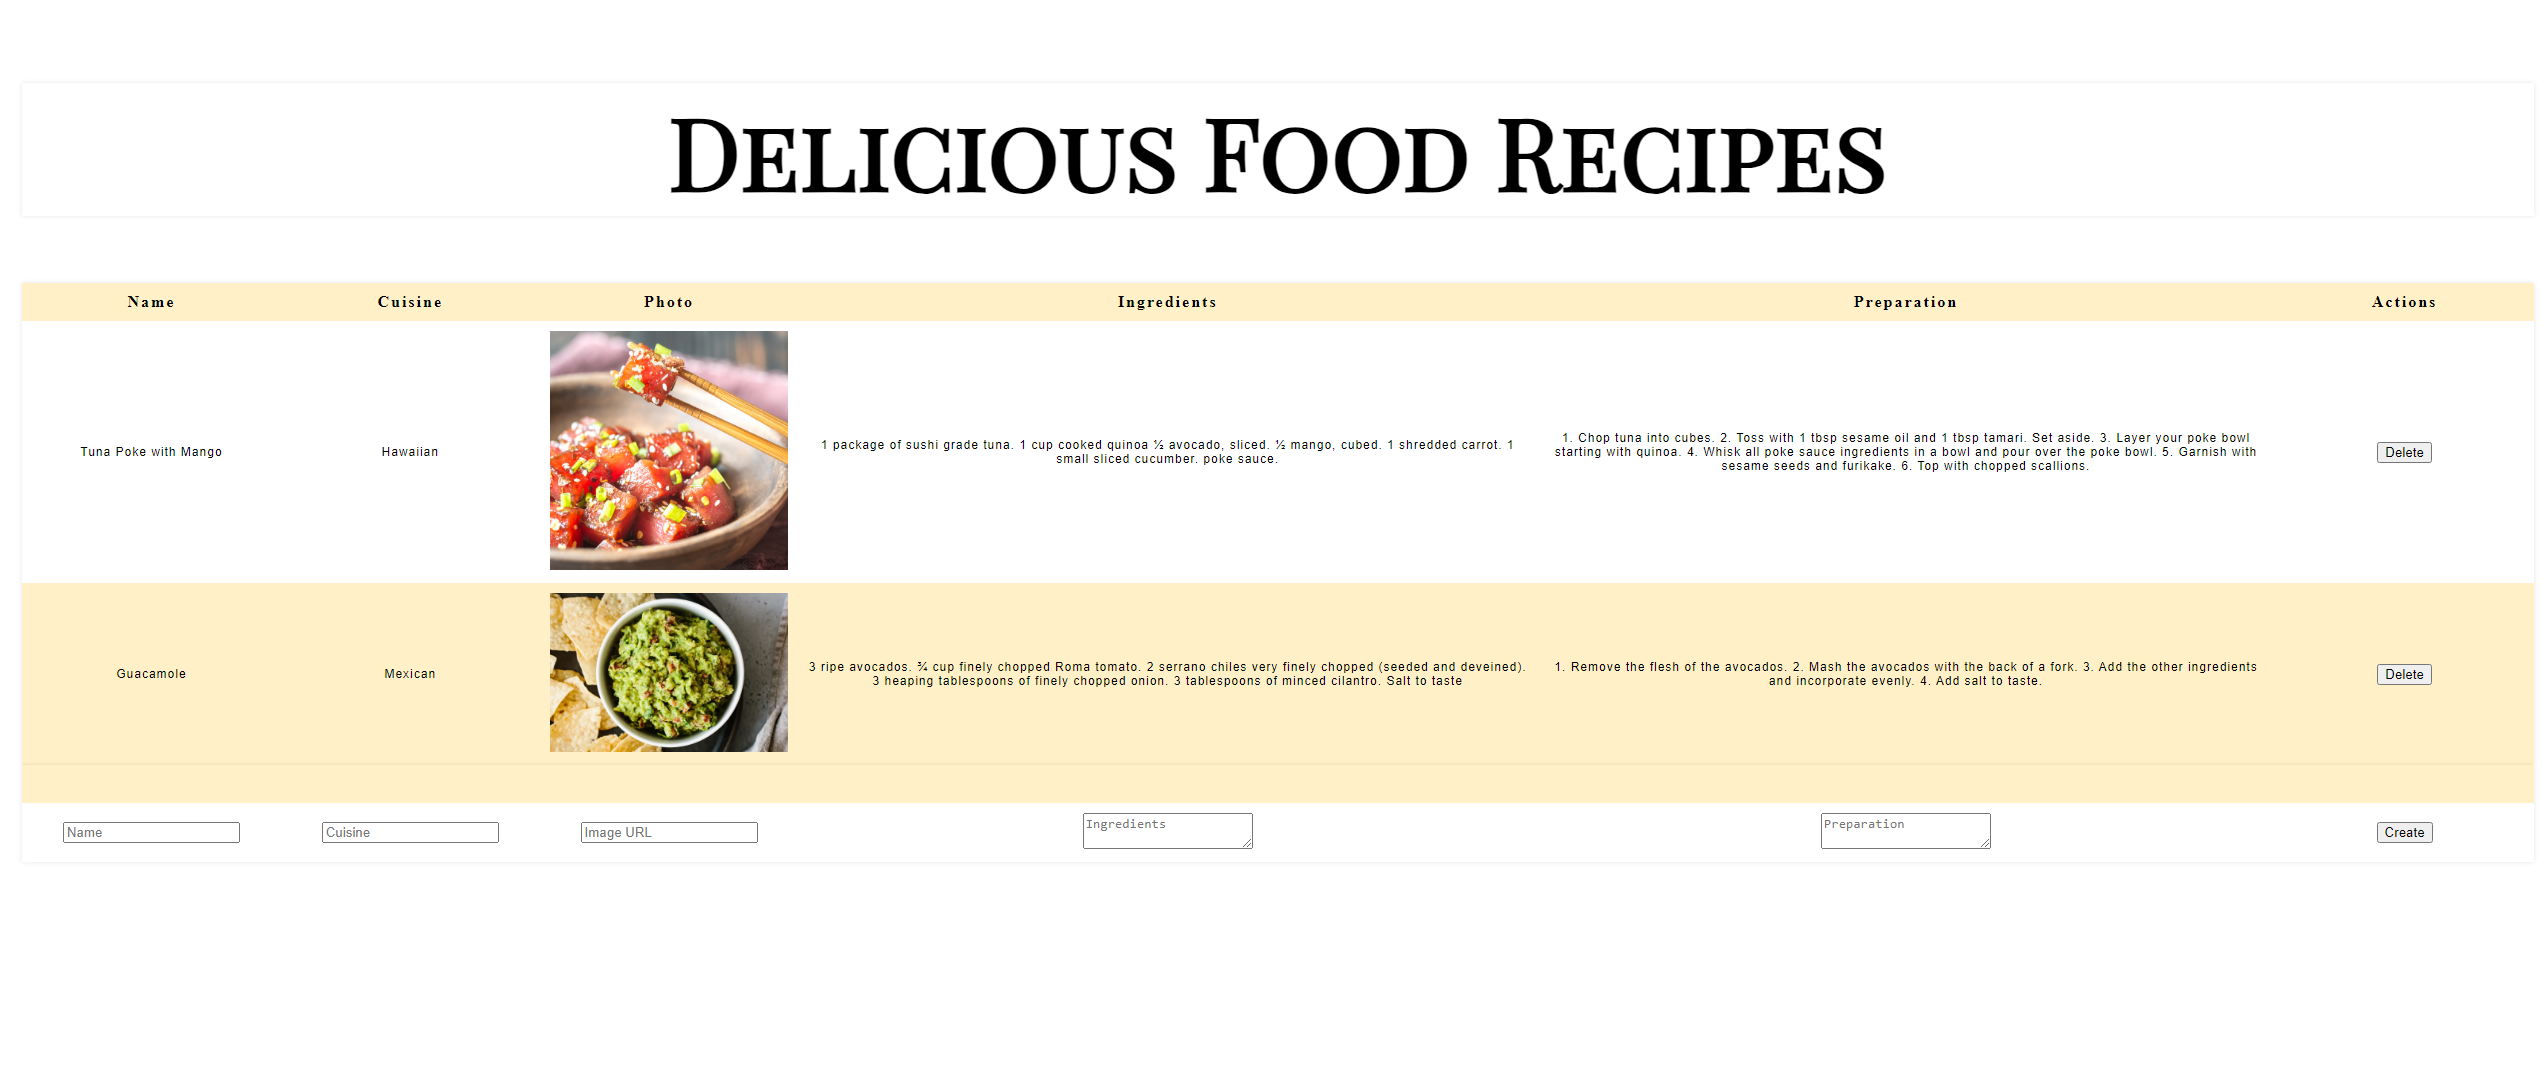 Delicious Food Recipes
Name Cuisine Photo Ingredients Preparation Actions
Tuna Poke with Mango
Hawaiian
1 package of sushi grade tuna. 1 cup cooked quinoa ½ avocado, sliced. ½ mango, cubed. 1 shredded carrot. 1
small sliced cucumber. poke sauce.
1. Chop tuna into cubes. 2. Toss with 1 tbsp sesame oil and 1 tbsp tamari. Set aside. 3. Layer your poke bowl
starting with quinoa. 4. Whisk all poke sauce ingredients in a bowl and pour over the poke bowl. 5. Garnish with
sesame seeds and furikake. 6. Top with chopped scallions.
Delete
Guacamole
Mexican
3 ripe avocados. ¾ cup finely chopped Roma tomato. 2 serrano chiles very finely chopped (seeded and deveined).
3 heaping tablespoons of finely chopped onion. 3 tablespoons of minced cilantro. Salt to taste
1. Remove the flesh of the avocados. 2. Mash the avocados with the back of a fork. 3. Add the other ingredients
and incorporate evenly. 4. Add salt to taste.
Delete
Name Cuisine Image URL Ingredients Preparation Create